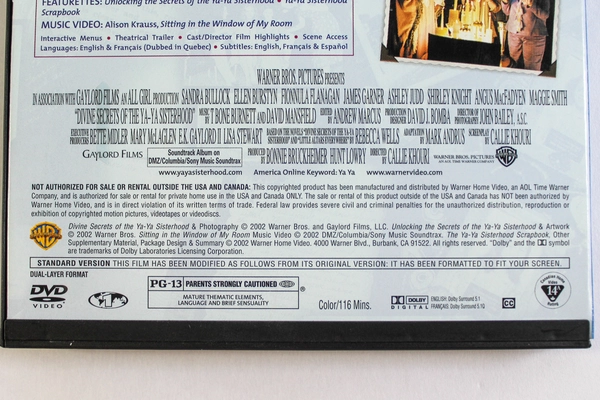 FEATURETTES: Unlocking the Secrets of the Ya-Ya Sisterhood • Ya-Ya Sisterhood
Scrapbook
MUSIC VIDEO: Alison Krauss, Sitting in the Window of My Room
Interactive Menus • Theatrical Trailer • Cast/Director Film Highlights • Scene Access
Languages: English & Français (Dubbed in Quebec) • Subtitles: English, Français & Español
WARNER BROS. PICTURES PRESENTS
IN ASSOCIATION WITH GAYLORD FILMS AN ALL GIRL PRODUCTION SANDRA BULLOCK ELLEN BURSTYN FIONNULA FLANAGAN JAMES GARNER ASHLEY JUDD SHIRLEY KNIGHT ANGUS MACFADYEN MAGGIE SMITH
"DIVINE SECRETS OF THE YA-YA SISTERHOOD" MUSIC BY T BONE BURNETT AND DAVID MANSFIELD EDITED BY ANDREW MARCUS PRODUCTION DESIGNER DAVID J. BOMBA DIRECTOR OF PHOTOGRAPHY JOHN BAILEY, A.S.C.
EXECUTIVE PRODUCERS BETTE MIDLER MARY McLAGLEN E.K. GAYLORD II LISA STEWART BASED ON THE NOVELS "DIVINE SECRETS OF THE YA-YA SISTERHOOD" AND "LITTLE ALTARS EVERYWHERE" BY REBECCA WELLS ADAPTATION BY MARK ANDRUS SCREENPLAY BY CALLIE KHOURI
GAYLORD FILMS Soundtrack Album on DMZ/Columbia/Sony Music Soundtrax PRODUCED BY BONNIE BRUCKHEIMER HUNT LOWRY DIRECTED BY CALLIE KHOURI WARNER BROS. PICTURES
www.yayasisterhood.com America Online Keyword: Ya Ya www.warnervideo.com
NOT AUTHORIZED FOR SALE OR RENTAL OUTSIDE THE USA AND CANADA: This copyrighted product has been manufactured and distributed by Warner Home Video, an AOL Time Warner
Company, and is authorized for sale or rental for private home use in the USA and Canada ONLY. The sale or rental of this product outside of the USA and Canada has NOT been authorized by
Warner Home Video, and is in direct violation of its written terms of trade. Federal law provides severe civil and criminal penalties for the unauthorized distribution, reproduction or
exhibition of copyrighted motion pictures, videotapes or videodiscs.
Divine Secrets of the Ya-Ya Sisterhood & Photography © 2002 Warner Bros. and Gaylord Films, LLC. Unlocking the Secrets of the Ya-Ya Sisterhood & Artwork
© 2002 Warner Bros. Sitting in the Window of My Room Music Video © 2002 DMZ/Columbia/Sony Music Soundtrax. The Ya-Ya Sisterhood Scrapbook, Other
Supplementary Material, Package Design & Summary © 2002 Warner Home Video. 4000 Warner Blvd., Burbank, CA 91522. All rights reserved. "Dolby" and the symbol
are trademarks of Dolby Laboratories Licensing Corporation.
STANDARD VERSION THIS FILM HAS BEEN MODIFIED AS FOLLOWS FROM ITS ORIGINAL VERSION: IT HAS BEEN FORMATTED TO FIT YOUR SCREEN.
DUAL-LAYER FORMAT
DVD VIDEO
PG-13 PARENTS STRONGLY CAUTIONED ®
MATURE THEMATIC ELEMENTS,
LANGUAGE AND BRIEF SENSUALITY
Color/116 Mins.
DOLBY DIGITAL
ENGLISH: Dolby Surround 5.1
FRANÇAIS: Dolby Surround 5.1
CC
14A